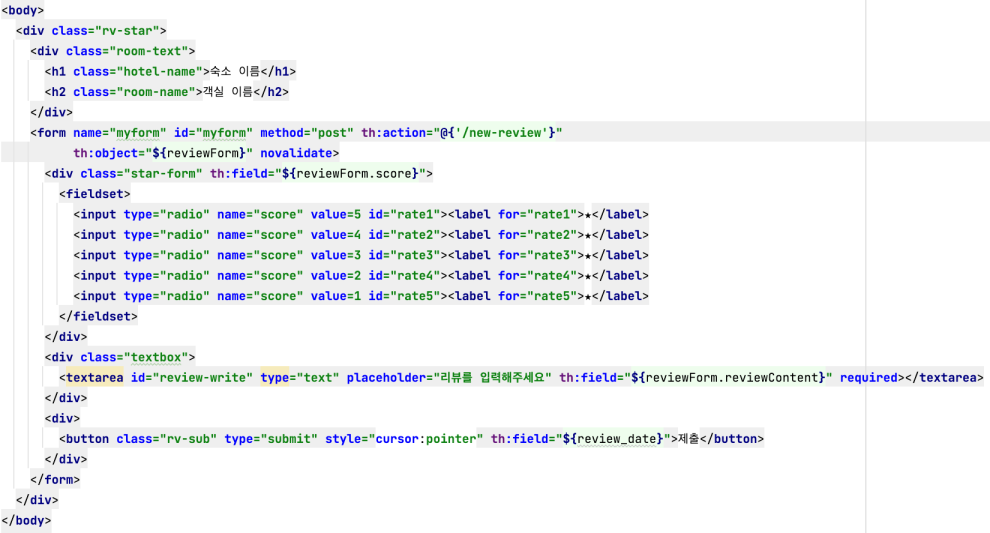 <body>
<div class="rv-star">
<div class="room-text">
<h1 class="hotel-name">숙소 이름</h1>
<h2 class="room-name">객실 이름</h2>
</div>
<form name="myform" id="myform" method="post" th:action="@{'/new-review'}"
th:object="${reviewForm}" novalidate>
<div class="star-form" th:field="${reviewForm.score}">
<fieldset>
<input type="radio" name="score" value=5 id="rate1"><label for="rate1">★</label>
<input type="radio" name="score" value=4 id="rate2"><label for="rate2">★</label>
<input type="radio" name="score" value=3 id="rate3"><label for="rate3">★</label>
<input type="radio" name="score" value=2 id="rate4"><label for="rate4">★</label>
<input type="radio" name="score" value=1 id="rate5"><label for="rate5">★</label>
</fieldset>
</div>
<div class="textbox">
<textarea id="review-write" type="text" placeholder="리뷰를 입력해주세요" th:field="${reviewForm.reviewContent}" required></textarea>
</div>
<div>
<button class="rv-sub" type="submit" style="cursor:pointer" th:field="${review_date}">제출</button>
</div>
</form>
</div>
</body>